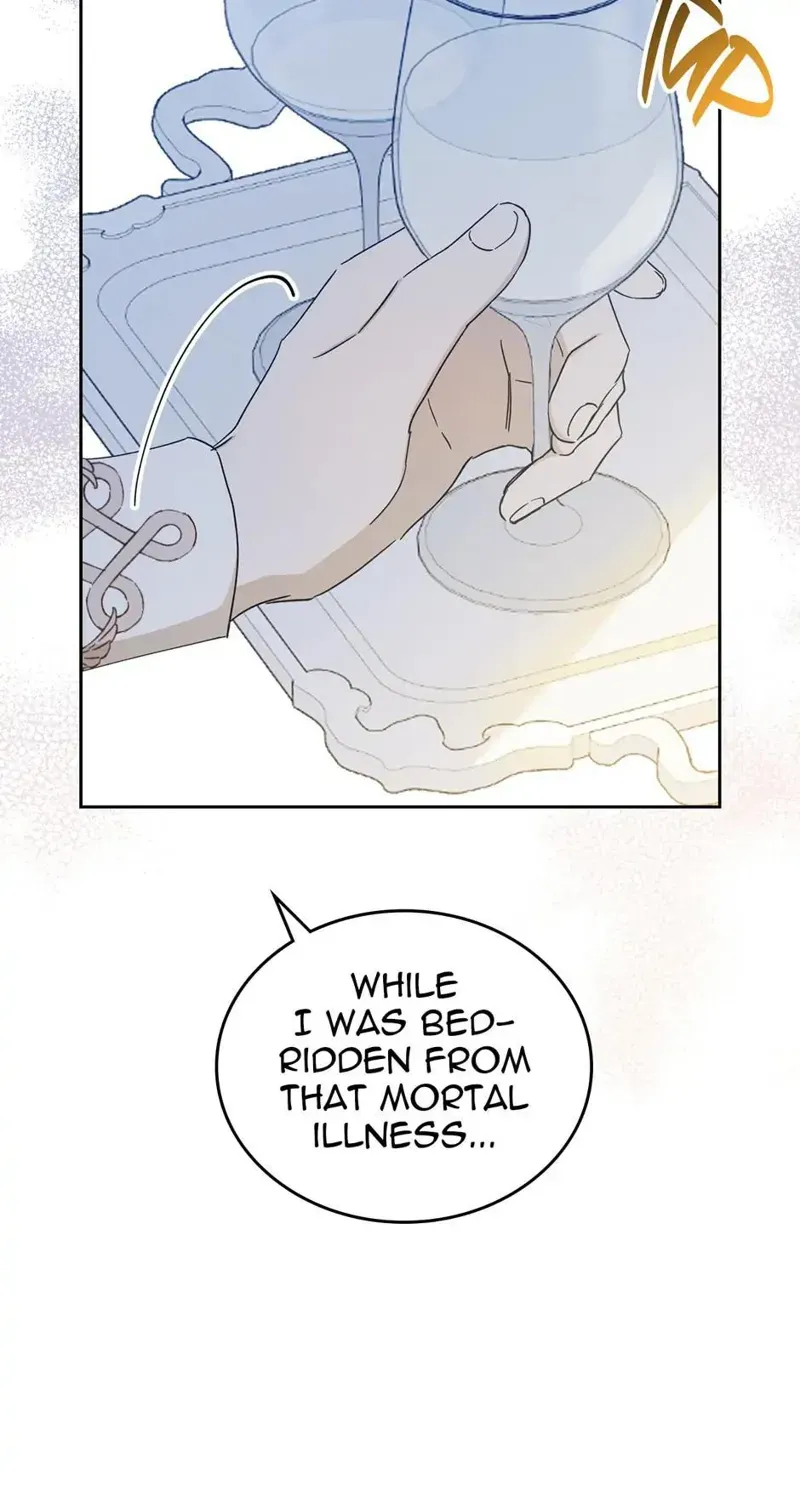 WHILE
I WAS BED-
RIDDEN FROM
THAT MORTAL
ILLNESS...